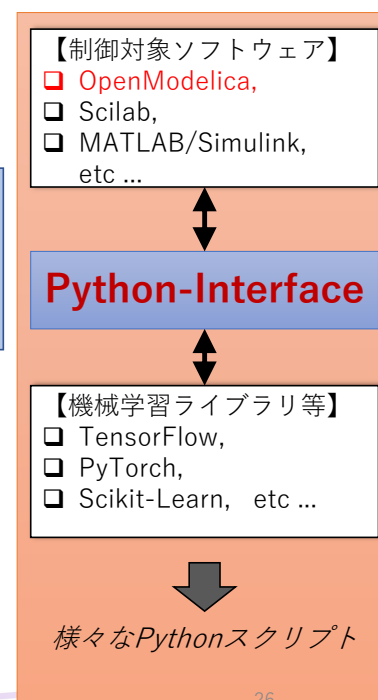 【制御対象ソフトウェア】
❑ OpenModelica,
❑ Scilab,
❑ MATLAB/Simulink,
etc ...
Python-Interface
【機械学習ライブラリ等】
❑ TensorFlow,
❑ PyTorch,
❑ Scikit-Learn, etc ...
様々なPythonスクリプト
26